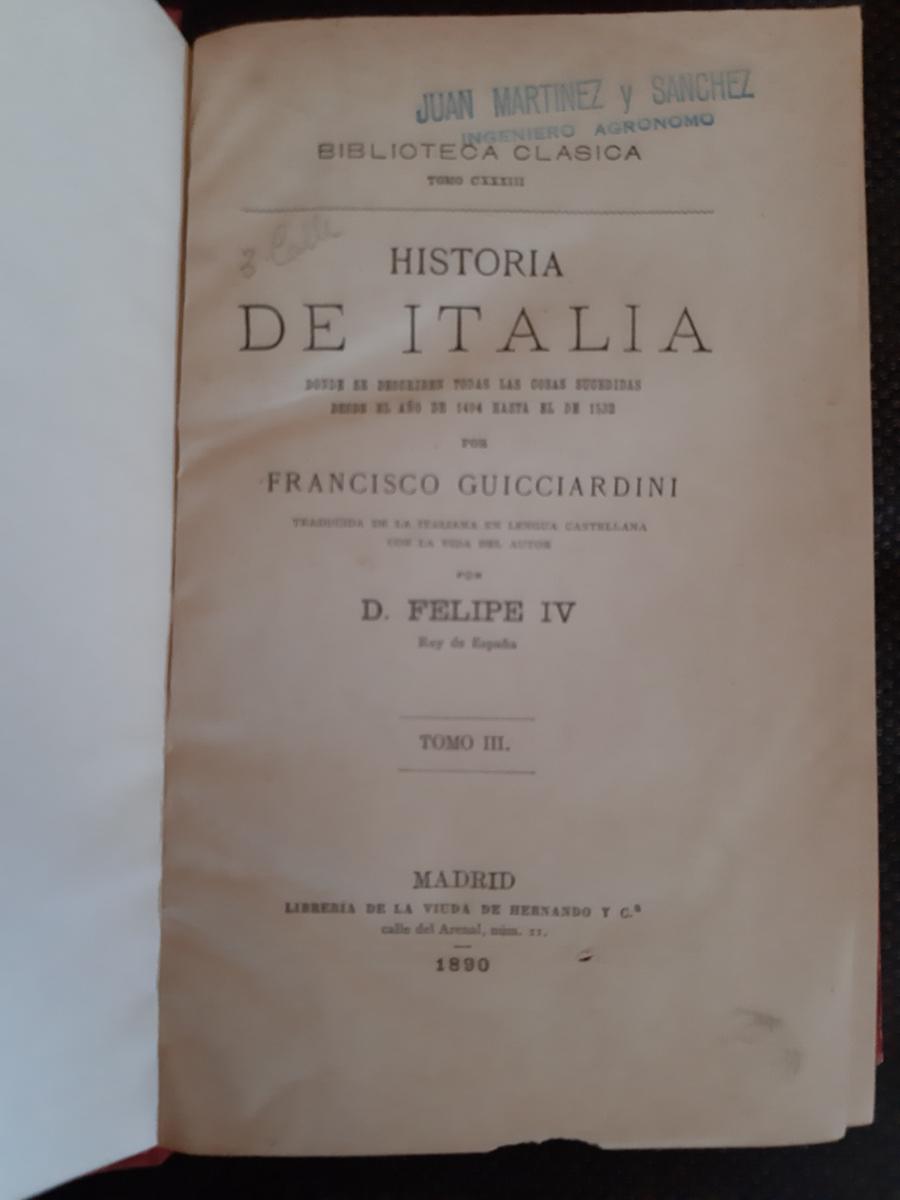 JUAN MARTINEZ y SANCHEZ
INGENIERO AGRONOMO
BIBLIOTECA CLASICA
TOMO CXXXIII
HISTORIA
DE ITALIA
DONDE SE DESCRIBEN TODAS LAS COSAS SUCEDIDAS
DESDE EL AÑO DE 1494 HASTA EL DE 1532
POR
FRANCISCO GUICCIARDINI
TRADUCIDA DE LA ITALIANA EN LENGUA CASTELLANA
CON LA VIDA DEL AUTOR
POR
D. FELIPE IV
Rey de España
TOMO III.
MADRID
LIBRERÍA DE LA VIUDA DE HERNANDO Y C.ª
calle del Arenal, núm. 11.
1890